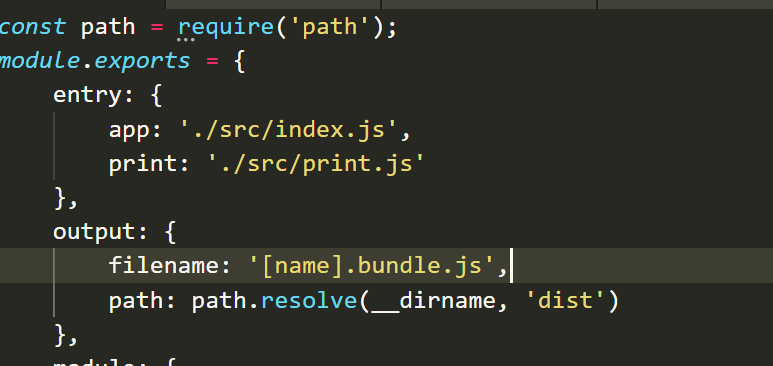 const path = require('path');
module.exports = {
    entry: {
        app: './src/index.js',
        print: './src/print.js'
    },
    output: {
        filename: '[name].bundle.js',
        path: path.resolve(__dirname, 'dist')
    },
    module: {